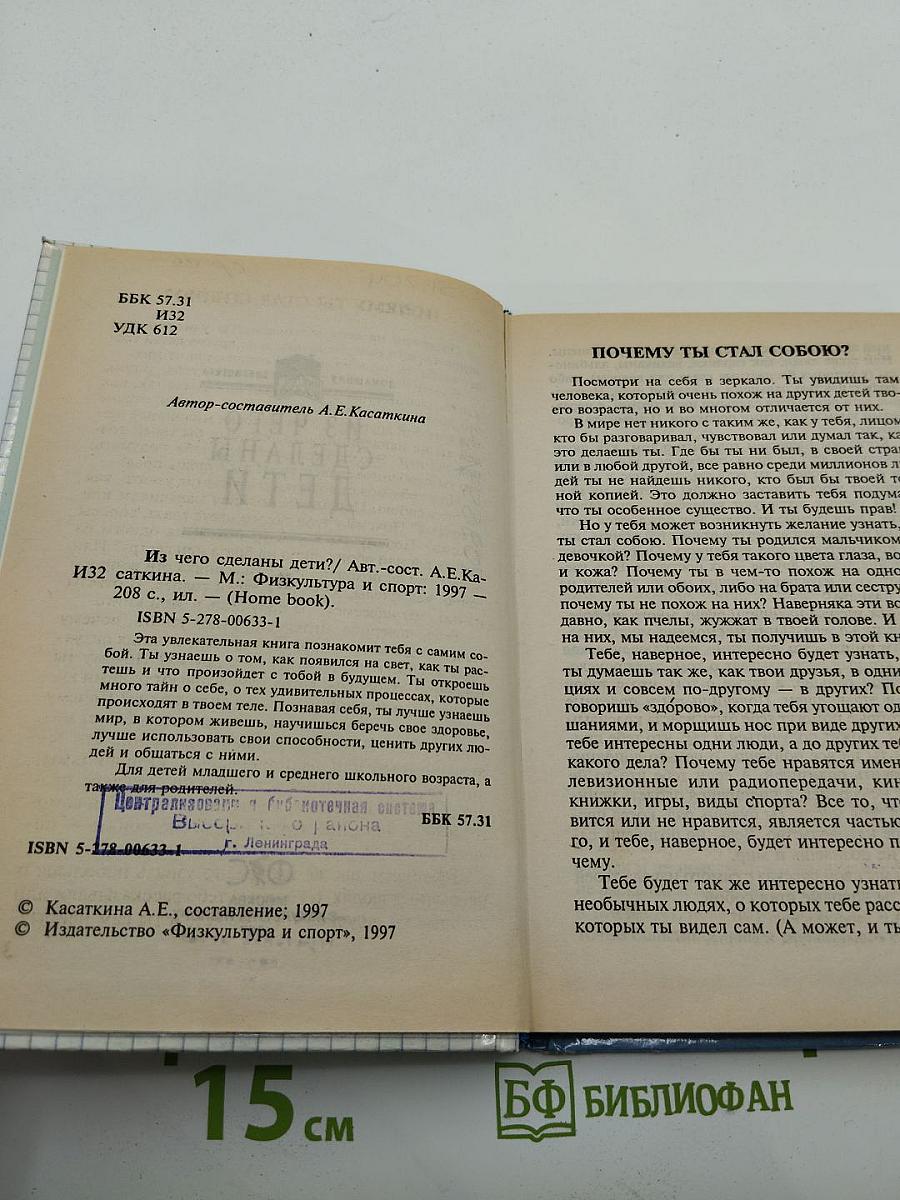 ББК 57.31
И32
УДК 612
Автор-составитель А.Е.Касаткина
Из чего сделаны дети?/ Авт.-сост. А.Е.Ка-
И32 саткина. — М.: Физкультура и спорт: 1997 —
208 с., ил. — (Home book).
ISBN 5-278-00633-1
Эта увлекательная книга познакомит тебя с самим со-
бой. Ты узнаешь о том, как появился на свет, как ты рас-
тешь и что произойдет с тобой в будущем. Ты откроешь
много тайн о себе, о тех удивительных процессах, которые
происходят в твоем теле. Познавая себя, ты лучше узнаешь
мир, в котором живешь, научишься беречь свое здоровье,
лучше использовать свои способности, ценить других лю-
дей и общаться с ними.
Для детей младшего и среднего школьного возраста, а
также для родителей.
библиотечная система
района
г. Ленинграда
ББК 57.31
ISBN 5-278-00633-1
© Касаткина А.Е., составление; 1997
© Издательство «Физкультура и спорт», 1997
ПОЧЕМУ ТЫ СТАЛ СОБОЮ?
Посмотри на себя в зеркало. Ты увидишь там
человека, который очень похож на других детей тво-
его возраста, но и во многом отличается от них.
В мире нет никого с таким же, как у тебя, лицом
кто бы разговаривал, чувствовал или думал так, ка
это делаешь ты. Где бы ты ни был, в своей стра
или в любой другой, все равно среди миллионов л
дей ты не найдешь никого, кто был бы твоей т
ной копией. Это должно заставить тебя подума
что ты особенное существо. И ты будешь прав!
Но у тебя может возникнуть желание узнать,
ты стал собою. Почему ты родился мальчиком
девочкой? Почему у тебя такого цвета глаза, во
и кожа? Почему ты в чем-то похож на одно
родителей или обоих, либо на брата или сестру
почему ты не похож на них? Наверняка эти во
давно, как пчелы, жужжат в твоей голове. И
на них, мы надеемся, ты получишь в этой кн
Тебе, наверное, интересно будет узнать,
ты думаешь так же, как твои друзья, в одни
циях и совсем по-другому — в других? По
говоришь «здо́рово», когда тебя угощают од
шаниями, и морщишь нос при виде других
тебе интересны одни люди, а до других те
какого дела? Почему тебе нравятся имен
левизионные или радиопередачи, кин
книжки, игры, виды спорта? Все то, чт
вится или не нравится, является частью
го, и тебе, наверное, будет интересно п
чему.
Тебе будет так же интересно узнат
необычных людях, о которых тебе расс
которых ты видел сам. (А может, и ты
15 см
БФ БИБЛИОФАН